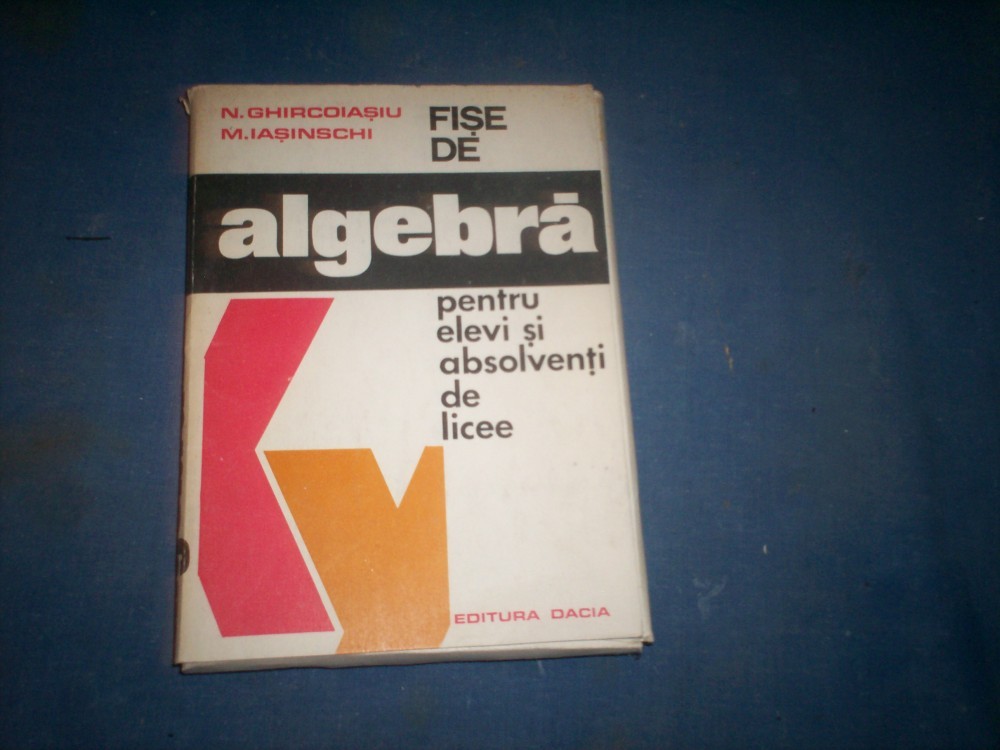 N. GHIRCOIAȘIU
M. IAȘINSCHI
FIȘE
DE
algebră
pentru
elevi și
absolvenți
de
licee
EDITURA DACIA